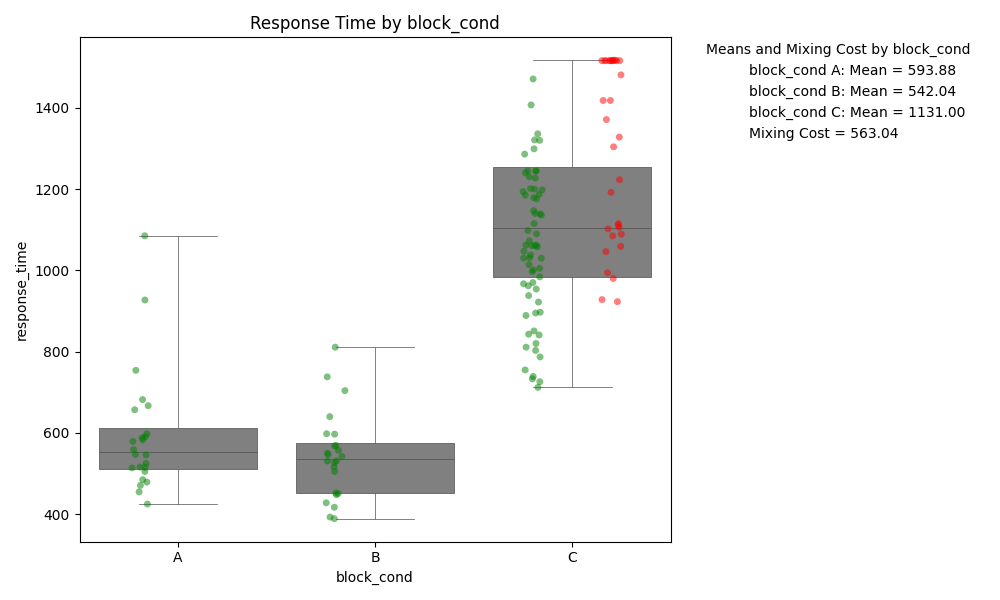 Response Time by block_cond
Means and Mixing Cost by block_cond
block_cond A: Mean = 593.88
block_cond B: Mean = 542.04
block_cond C: Mean = 1131.00
Mixing Cost = 563.04
response_time
1400
1200
1000
800
600
400
A B C
block_cond